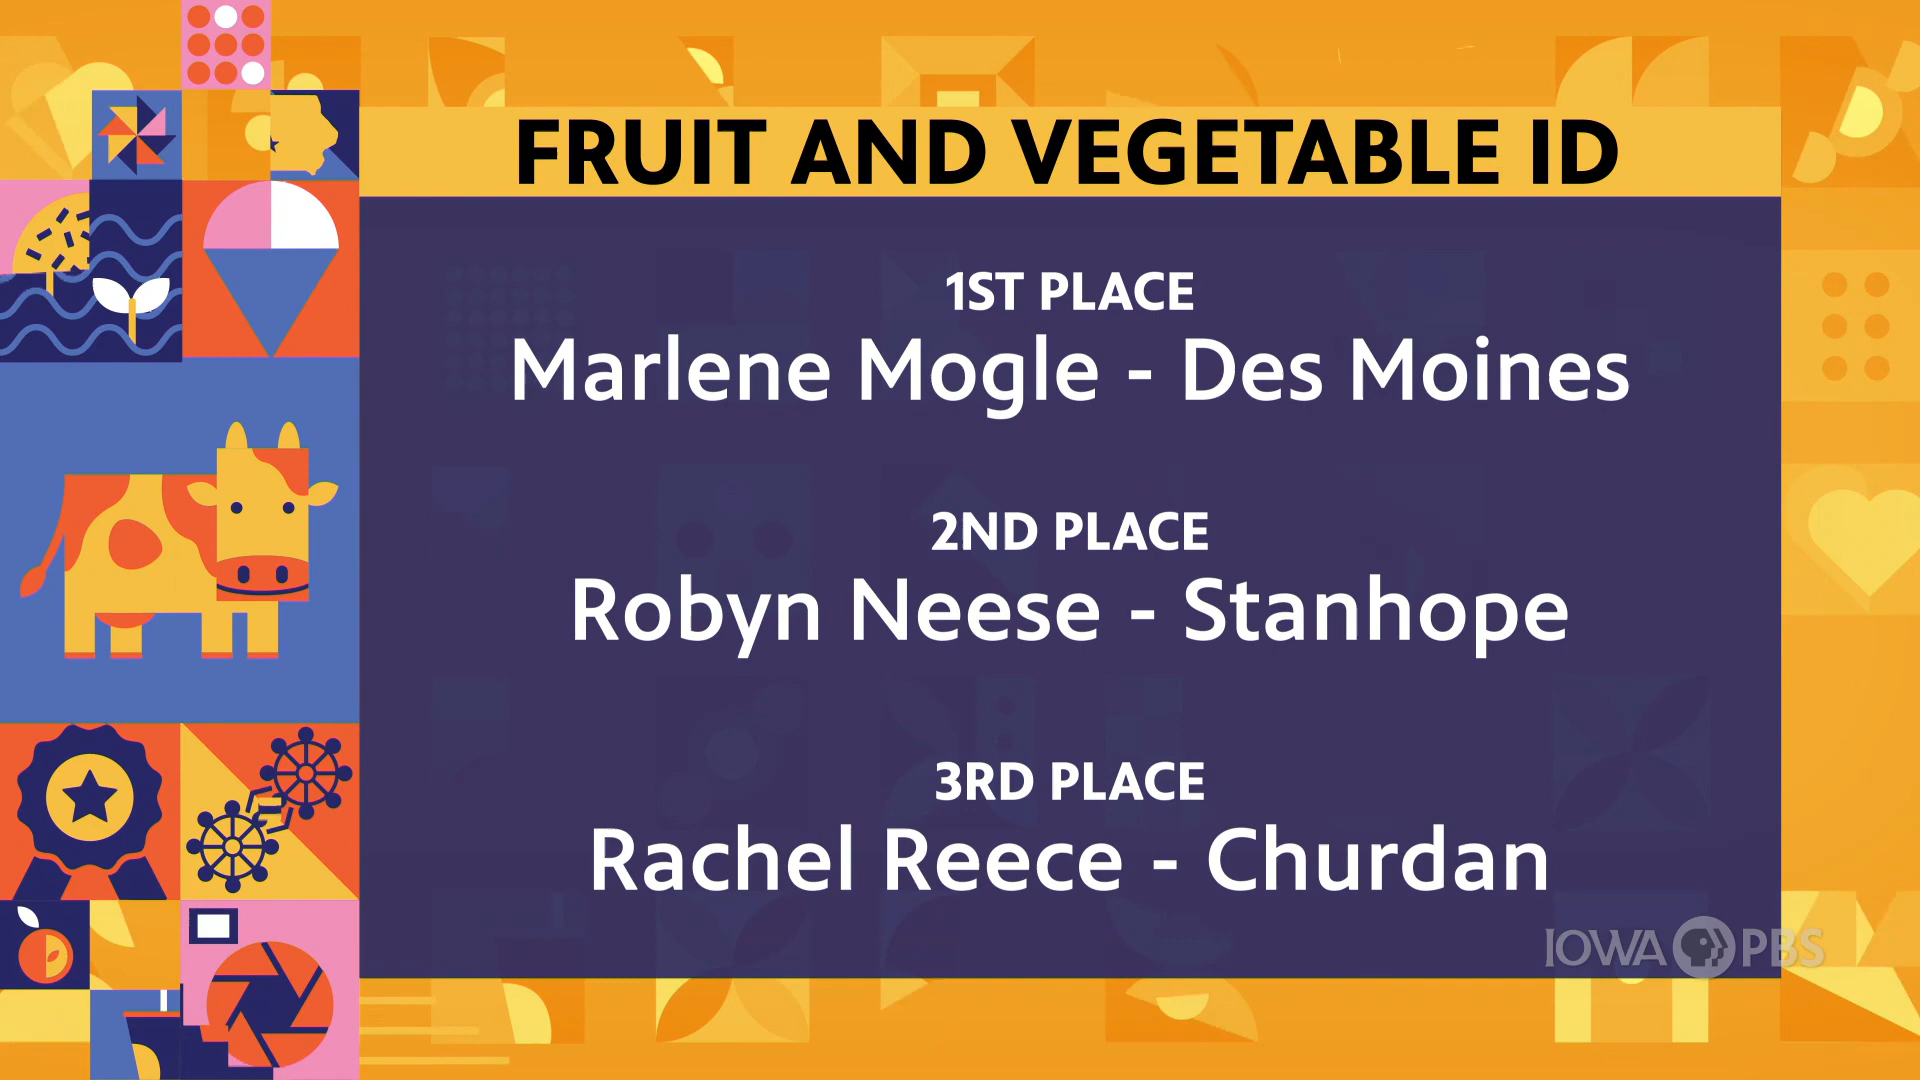 FRUIT AND VEGETABLE ID
1ST PLACE
Marlene Mogle - Des Moines
2ND PLACE
Robyn Neese - Stanhope
3RD PLACE
Rachel Reece - Churdan
IOWA PBS